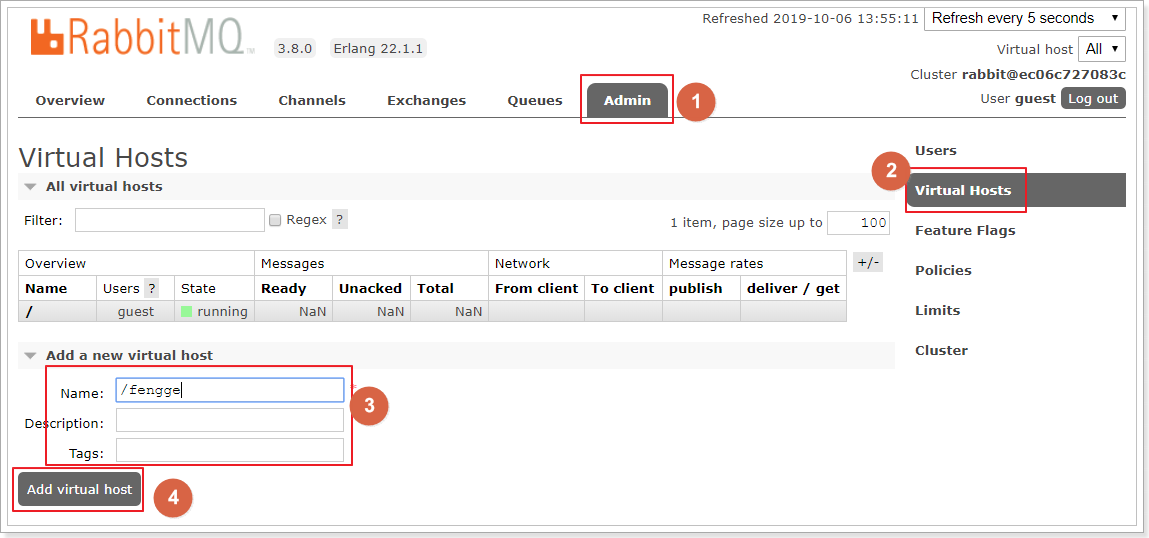 Refreshed 2019-10-06 13:55:11 Refresh every 5 seconds
RabbitMQ TM 3.8.0 Erlang 22.1.1
Virtual host All
Cluster rabbit@ec06c727083c
User guest Log out
Overview Connections Channels Exchanges Queues Admin 1
Virtual Hosts
All virtual hosts
Filter: Regex ?
1 item, page size up to 100
Overview Messages Network Message rates +/-
Name Users ? State Ready Unacked Total From client To client publish deliver / get
/ guest running NaN NaN NaN
Add a new virtual host
Name: /fengge *
Description:
Tags:
3
Add virtual host 4
Users
2
Virtual Hosts
Feature Flags
Policies
Limits
Cluster